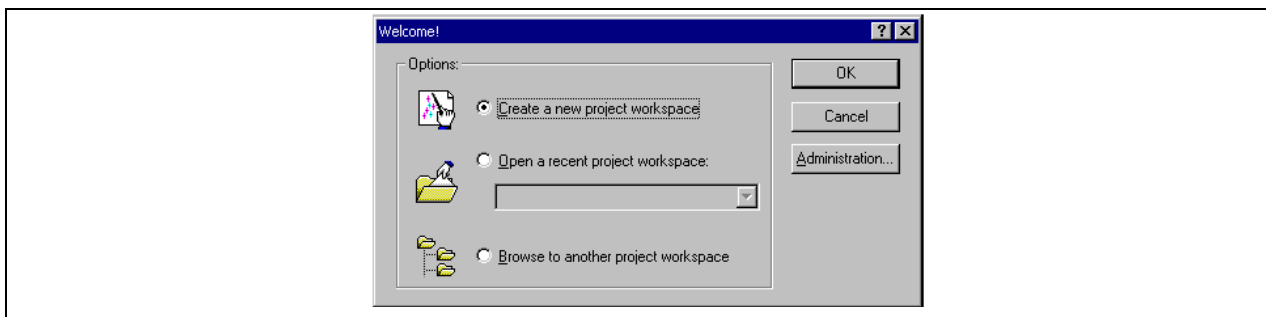 Welcome!
Options:
Create a new project workspace
Open a recent project workspace:
Browse to another project workspace
OK
Cancel
Administration...